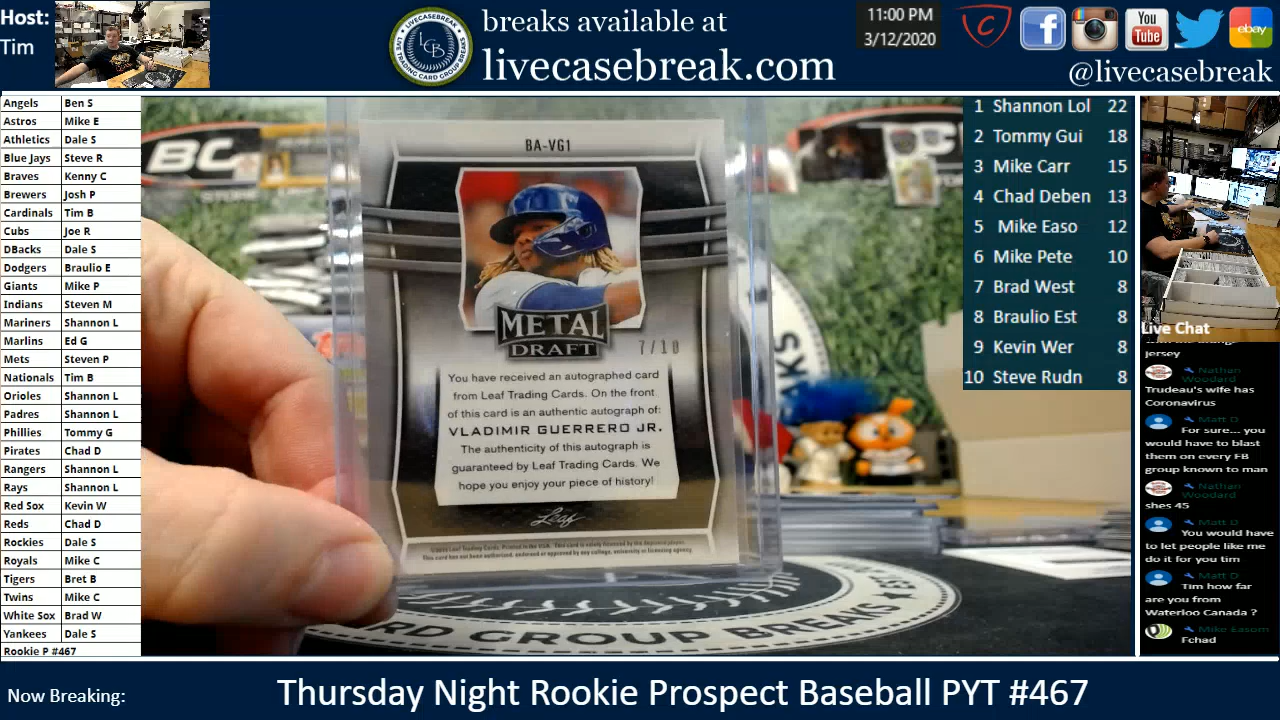 Host:
Tim
breaks available at
livecasebreak.com
11:00 PM
3/12/2020
You
Tube
ebay
@livecasebreak
LIVECASEBREAK
LCB
Angels Ben S
Astros Mike E
Athletics Dale S
Blue Jays Steve R
Braves Kenny C
Brewers Josh P
Cardinals Tim B
Cubs Joe R
DBacks Dale S
Dodgers Braulio E
Giants Mike P
Indians Steven M
Mariners Shannon L
Marlins Ed G
Mets Steven P
Nationals Tim B
Orioles Shannon L
Padres Shannon L
Phillies Tommy G
Pirates Chad D
Rangers Shannon L
Rays Shannon L
Red Sox Kevin W
Reds Chad D
Rockies Dale S
Royals Mike C
Tigers Bret B
Twins Mike C
White Sox Brad W
Yankees Dale S
Rookie P #467
BC
STORE
BA-VG1
METAL
DRAFT
7/10
You have received an autographed card
from Leaf Trading Cards. On the front
of this card is an authentic autograph of:
VLADIMIR GUERRERO JR.
The authenticity of this autograph is
guaranteed by Leaf Trading Cards. We
hope you enjoy your piece of history!
Leaf
RD GROUP BREAKS
1 Shannon Lol 22
2 Tommy Gui 18
3 Mike Carr 15
4 Chad Deben 13
5 Mike Easo 12
6 Mike Pete 10
7 Brad West 8
8 Braulio Est 8
9 Kevin Wer 8
10 Steve Rudn 8
Live Chat
jersey
Nathan
Woodard
Trudeau's wife has
Coronavirus
Matt D
For sure... you
would have to blast
them on every FB
group known to man
Nathan
Woodard
shes 45
Matt D
You would have
to let people like me
do it for you tim
Matt D
Tim how far
are you from
Waterloo Canada ?
Mike Easom
Fchad
Now Breaking:
Thursday Night Rookie Prospect Baseball PYT #467